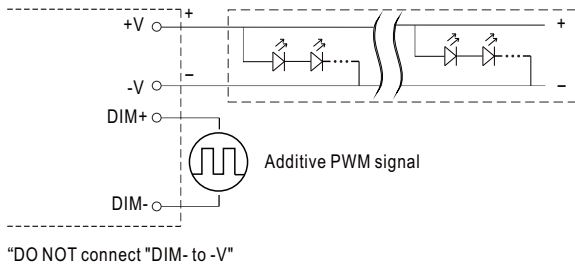 +V
+
+
-V
–
–
DIM+
Additive PWM signal
DIM-
“DO NOT connect "DIM- to -V"